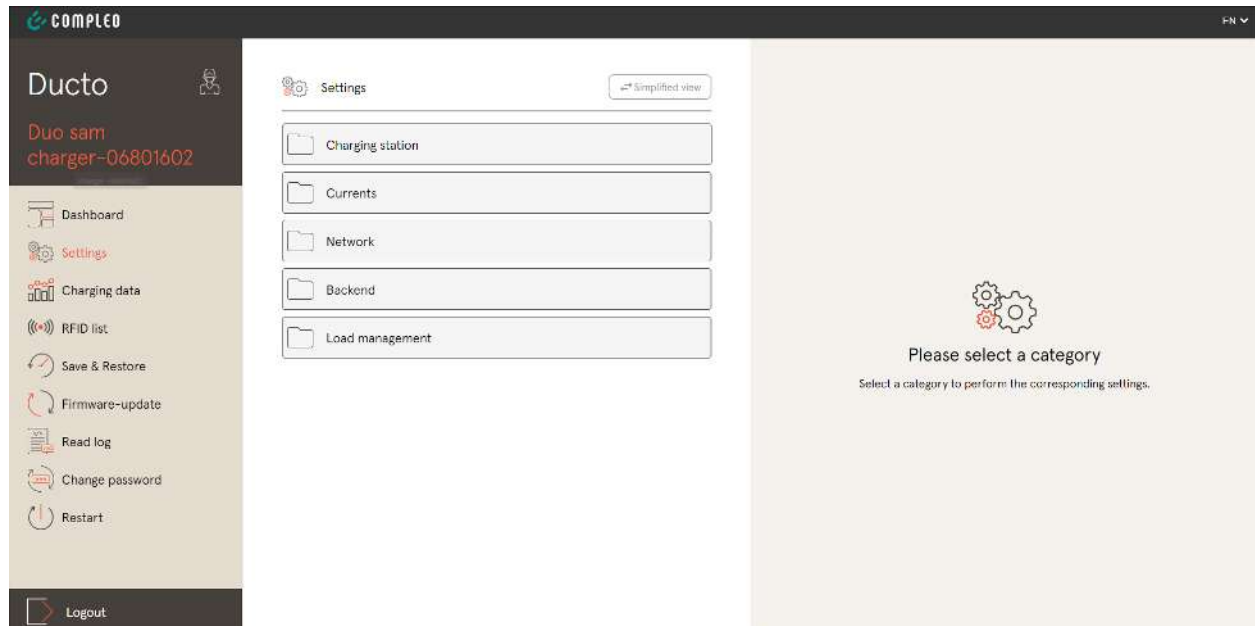 COMPLEO
EN
Ducto
Duo sam
charger-06801602
Dashboard
Settings
Charging data
RFID list
Save & Restore
Firmware-update
Read log
Change password
Restart
Logout
Settings
Simplified view
Charging station
Currents
Network
Backend
Load management
Please select a category
Select a category to perform the corresponding settings.